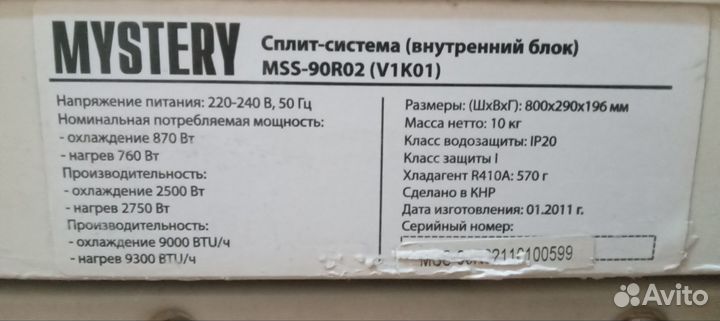 MYSTERY
Сплит-система (внутренний блок)
MSS-90R02 (V1K01)
Напряжение питания: 220-240 В, 50 Гц
Номинальная потребляемая мощность:
- охлаждение 870 Вт
- нагрев 760 Вт
Производительность:
- охлаждение 2500 Вт
- нагрев 2750 Вт
Производительность:
- охлаждение 9000 BTU/ч
- нагрев 9300 BTU/ч
Размеры: (ШхВхГ): 800x290x196 мм
Масса нетто: 10 кг
Класс водозащиты: IP20
Класс защиты I
Хладагент R410A: 570 г
Сделано в КНР
Дата изготовления: 01.2011 г.
Серийный номер:
Avito